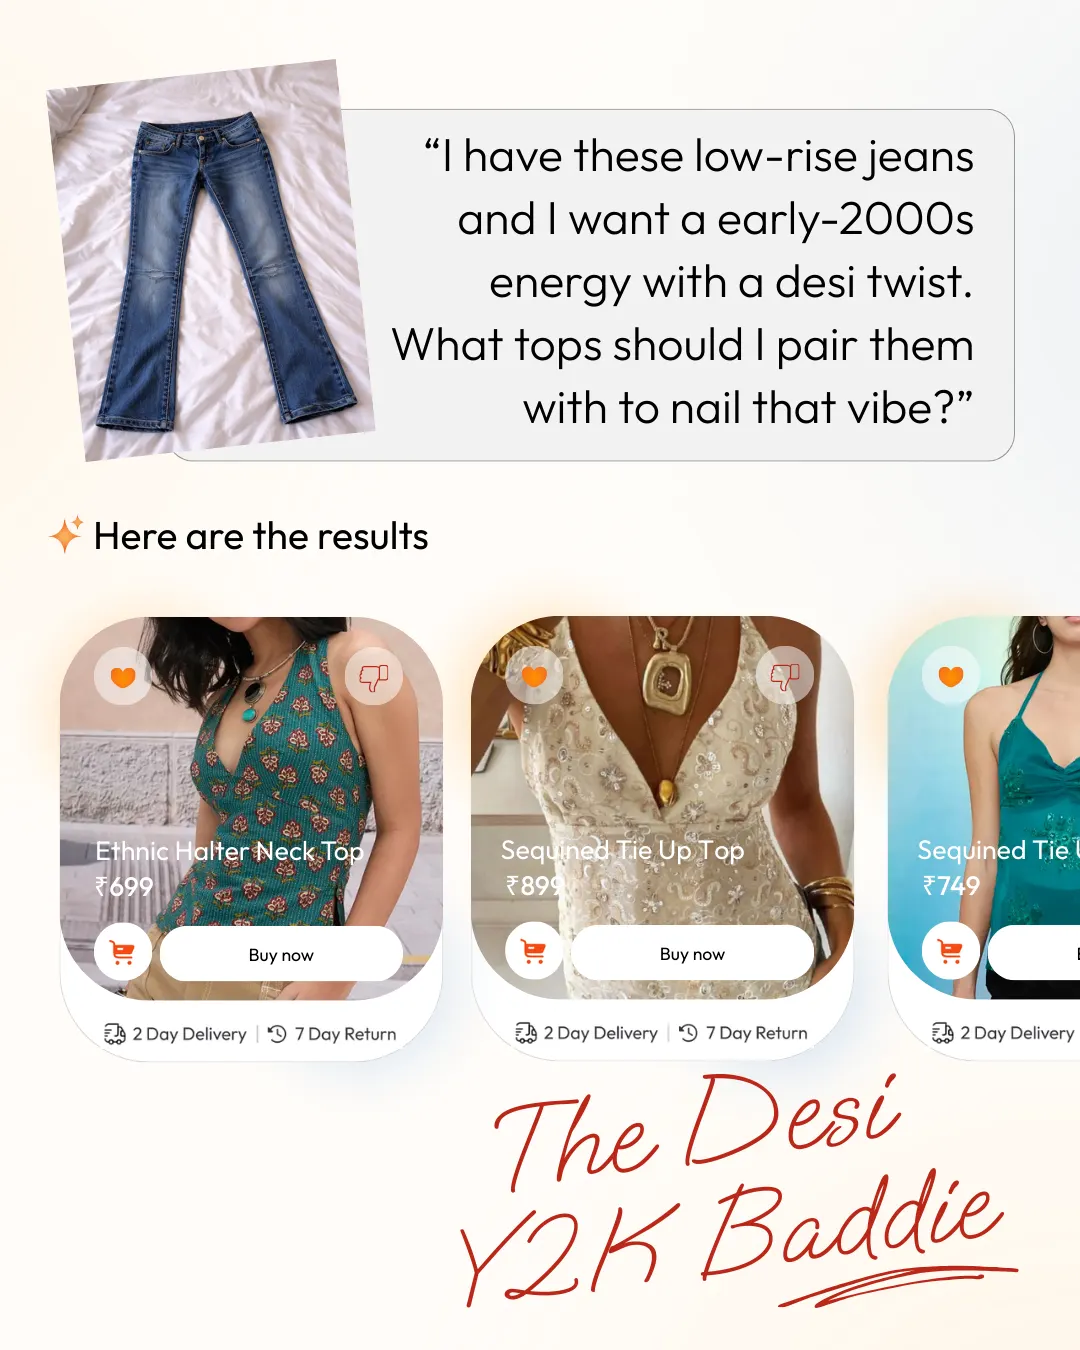 “I have these low-rise jeans
and I want a early-2000s
energy with a desi twist.
What tops should I pair them
with to nail that vibe?”
Here are the results
Ethnic Halter Neck Top
₹699
Buy now
2 Day Delivery | 7 Day Return
Sequined Tie Up Top
₹899
Buy now
2 Day Delivery | 7 Day Return
Sequined Tie
₹749
2 Day Delivery
The Desi
Y2K Baddie